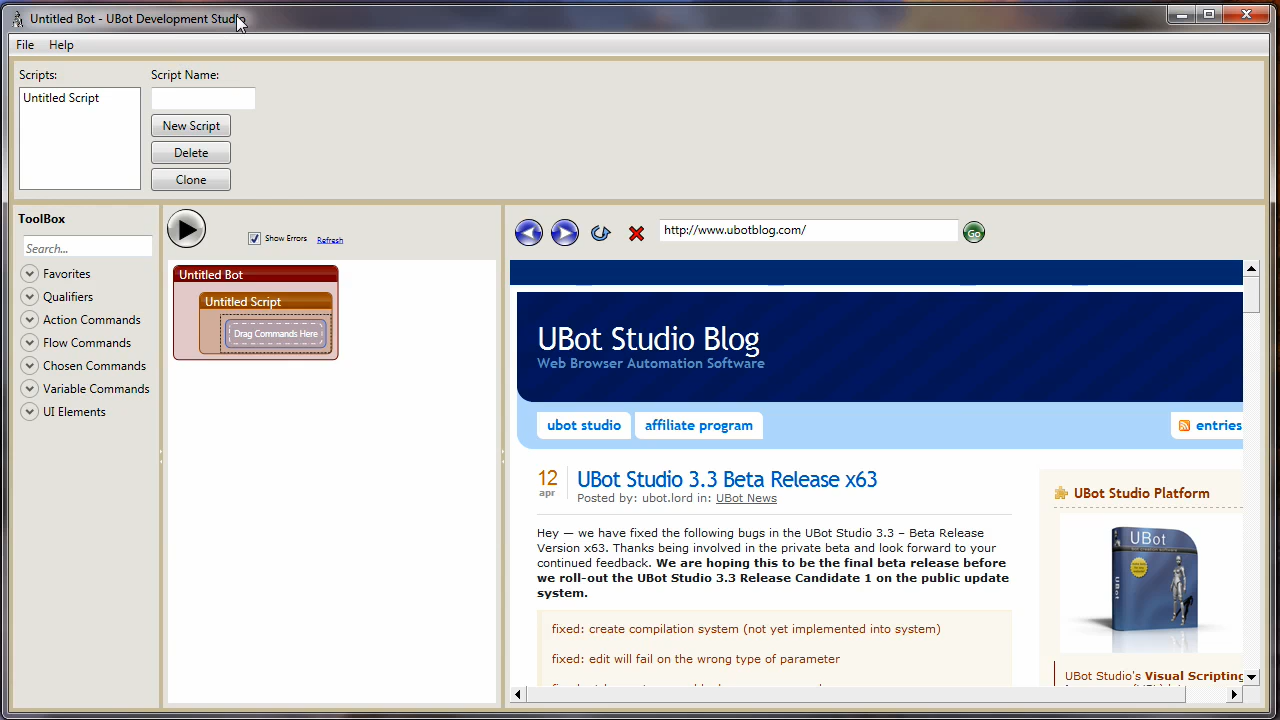 Untitled Bot - UBot Development Studio
File Help
Scripts: Script Name:
Untitled Script
New Script
Delete
Clone
ToolBox
Search...
Favorites
Qualifiers
Action Commands
Flow Commands
Chosen Commands
Variable Commands
UI Elements
Show Errors Refresh
Untitled Bot
Untitled Script
Drag Commands Here
http://www.ubotblog.com/ Go
UBot Studio Blog
Web Browser Automation Software
ubot studio affiliate program entries
12
apr
UBot Studio 3.3 Beta Release x63
Posted by: ubot.lord in: UBot News
Hey — we have fixed the following bugs in the UBot Studio 3.3 – Beta Release
Version x63. Thanks being involved in the private beta and look forward to your
continued feedback. We are hoping this to be the final beta release before
we roll-out the UBot Studio 3.3 Release Candidate 1 on the public update
system.
fixed: create compilation system (not yet implemented into system)
fixed: edit will fail on the wrong type of parameter
UBot Studio Platform
UBot
UBot
UBot Studio's Visual Scripting